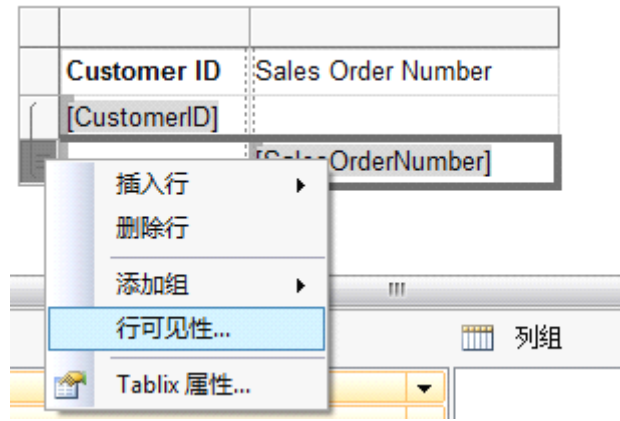 Customer ID Sales Order Number
[CustomerID]
[SalesOrderNumber]
插入行
删除行
添加组
行可见性...
列组
Tablix 属性...